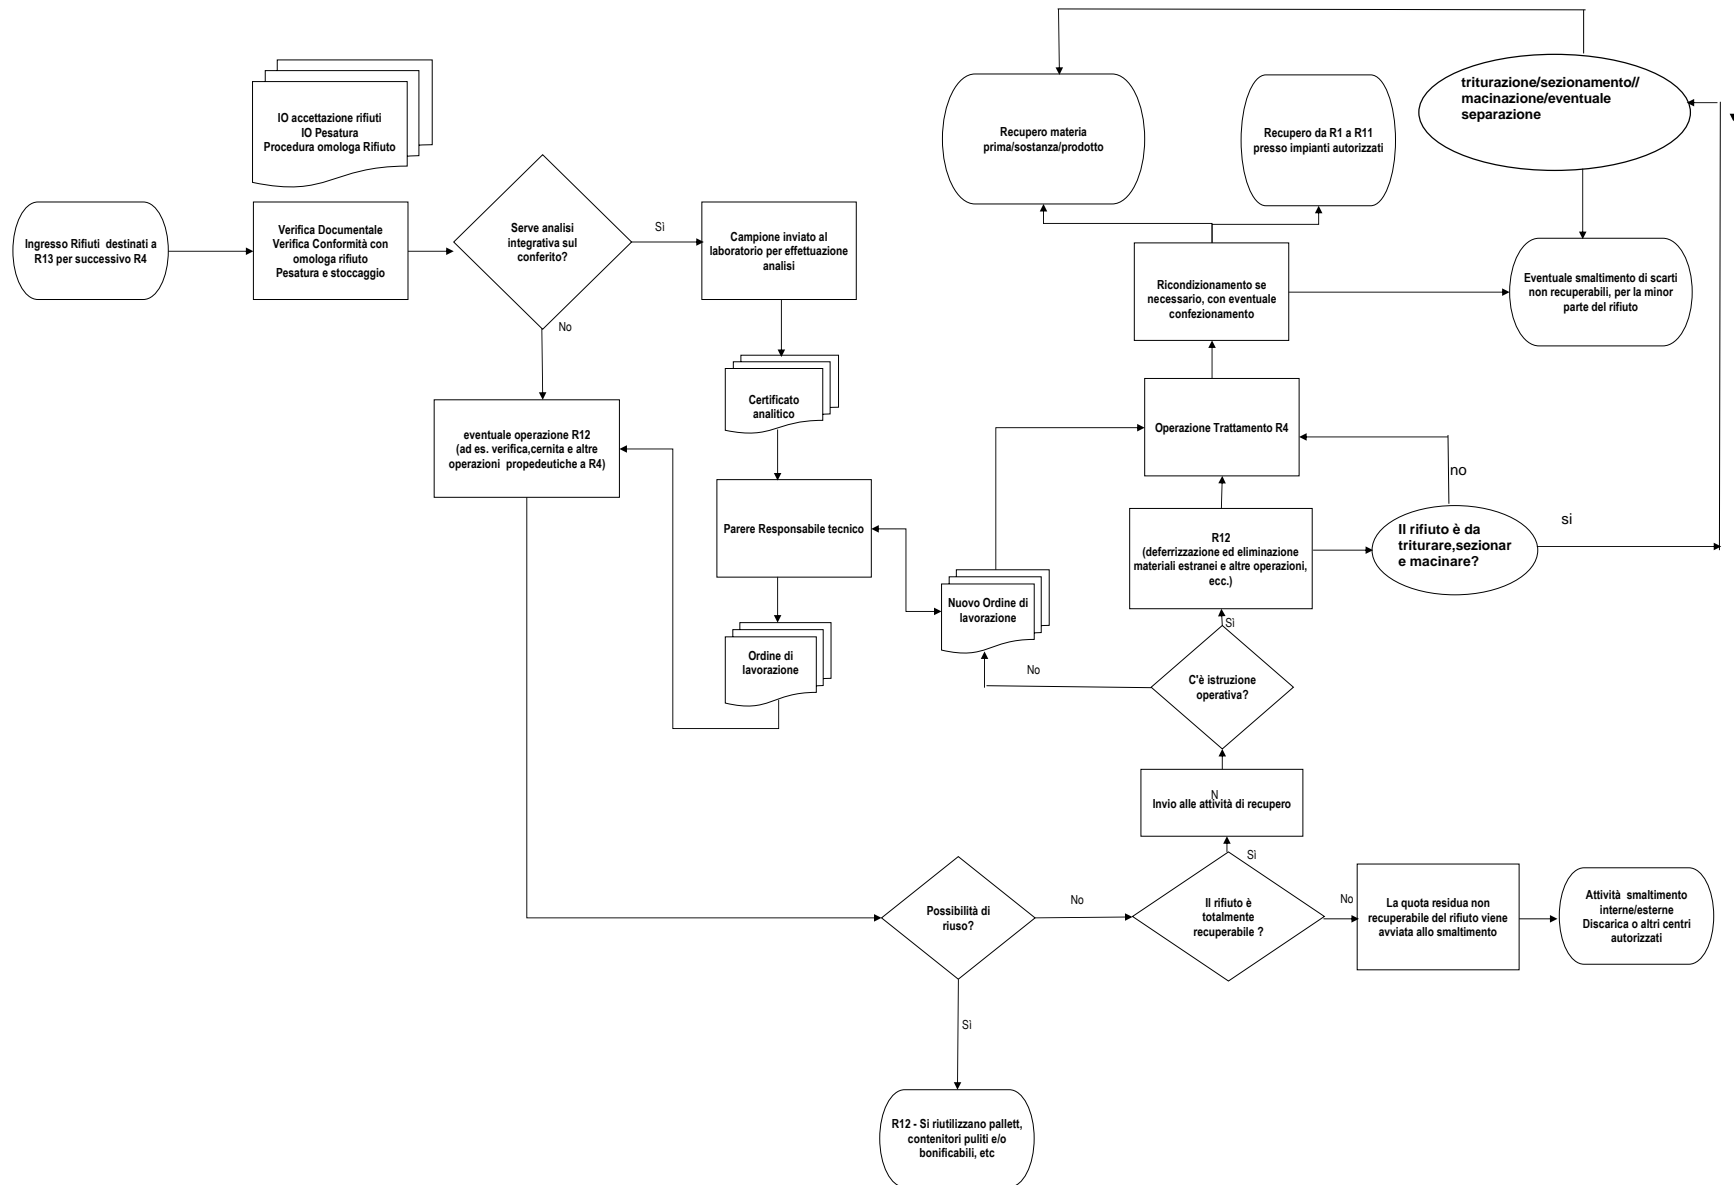 IO accettazione rifiuti
IO Pesatura
Procedura omologa Rifiuto
Ingresso Rifiuti destinati a
R13 per successivo R4
Verifica Documentale
Verifica Conformità con
omologa rifiuto
Pesatura e stoccaggio
Serve analisi
integrativa sul
conferito?
Sì
No
Campione inviato al
laboratorio per effettuazione
analisi
Certificato
analitico
eventuale operazione R12
(ad es. verifica,cernita e altre
operazioni propedeutiche a R4)
Parere Responsabile tecnico
Ordine di
lavorazione
Nuovo Ordine di
lavorazione
Recupero materia
prima/sostanza/prodotto
Recupero da R1 a R11
presso impianti autorizzati
triturazione/sezionamento//
macinazione/eventuale
separazione
Ricondizionamento se
necessario, con eventuale
confezionamento
Eventuale smaltimento di scarti
non recuperabili, per la minor
parte del rifiuto
Operazione Trattamento R4
no
R12
(deferrizzazione ed eliminazione
materiali estranei e altre operazioni,
ecc.)
Il rifiuto è da
triturare,sezionar
e macinare?
si
Sì
No
C'è istruzione
operativa?
N
Invio alle attività di recupero
Sì
Possibilità di
riuso?
No
Il rifiuto è
totalmente
recuperabile ?
No
La quota residua non
recuperabile del rifiuto viene
avviata allo smaltimento
Attività smaltimento
interne/esterne
Discarica o altri centri
autorizzati
Sì
R12 - Si riutilizzano pallett,
contenitori puliti e/o
bonificabili, etc